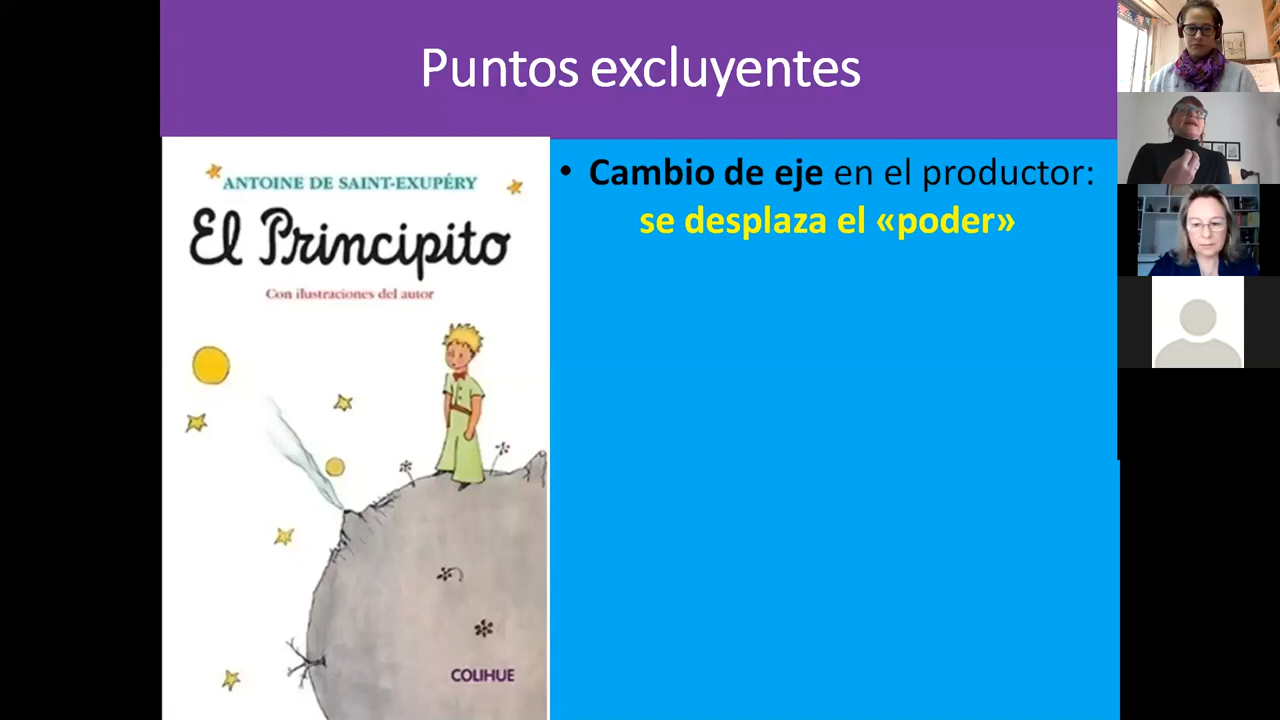 Puntos excluyentes
ANTOINE DE SAINT-EXUPÉRY
El Principito
Con ilustraciones del autor
COLIHUE
• Cambio de eje en el productor:
se desplaza el «poder»